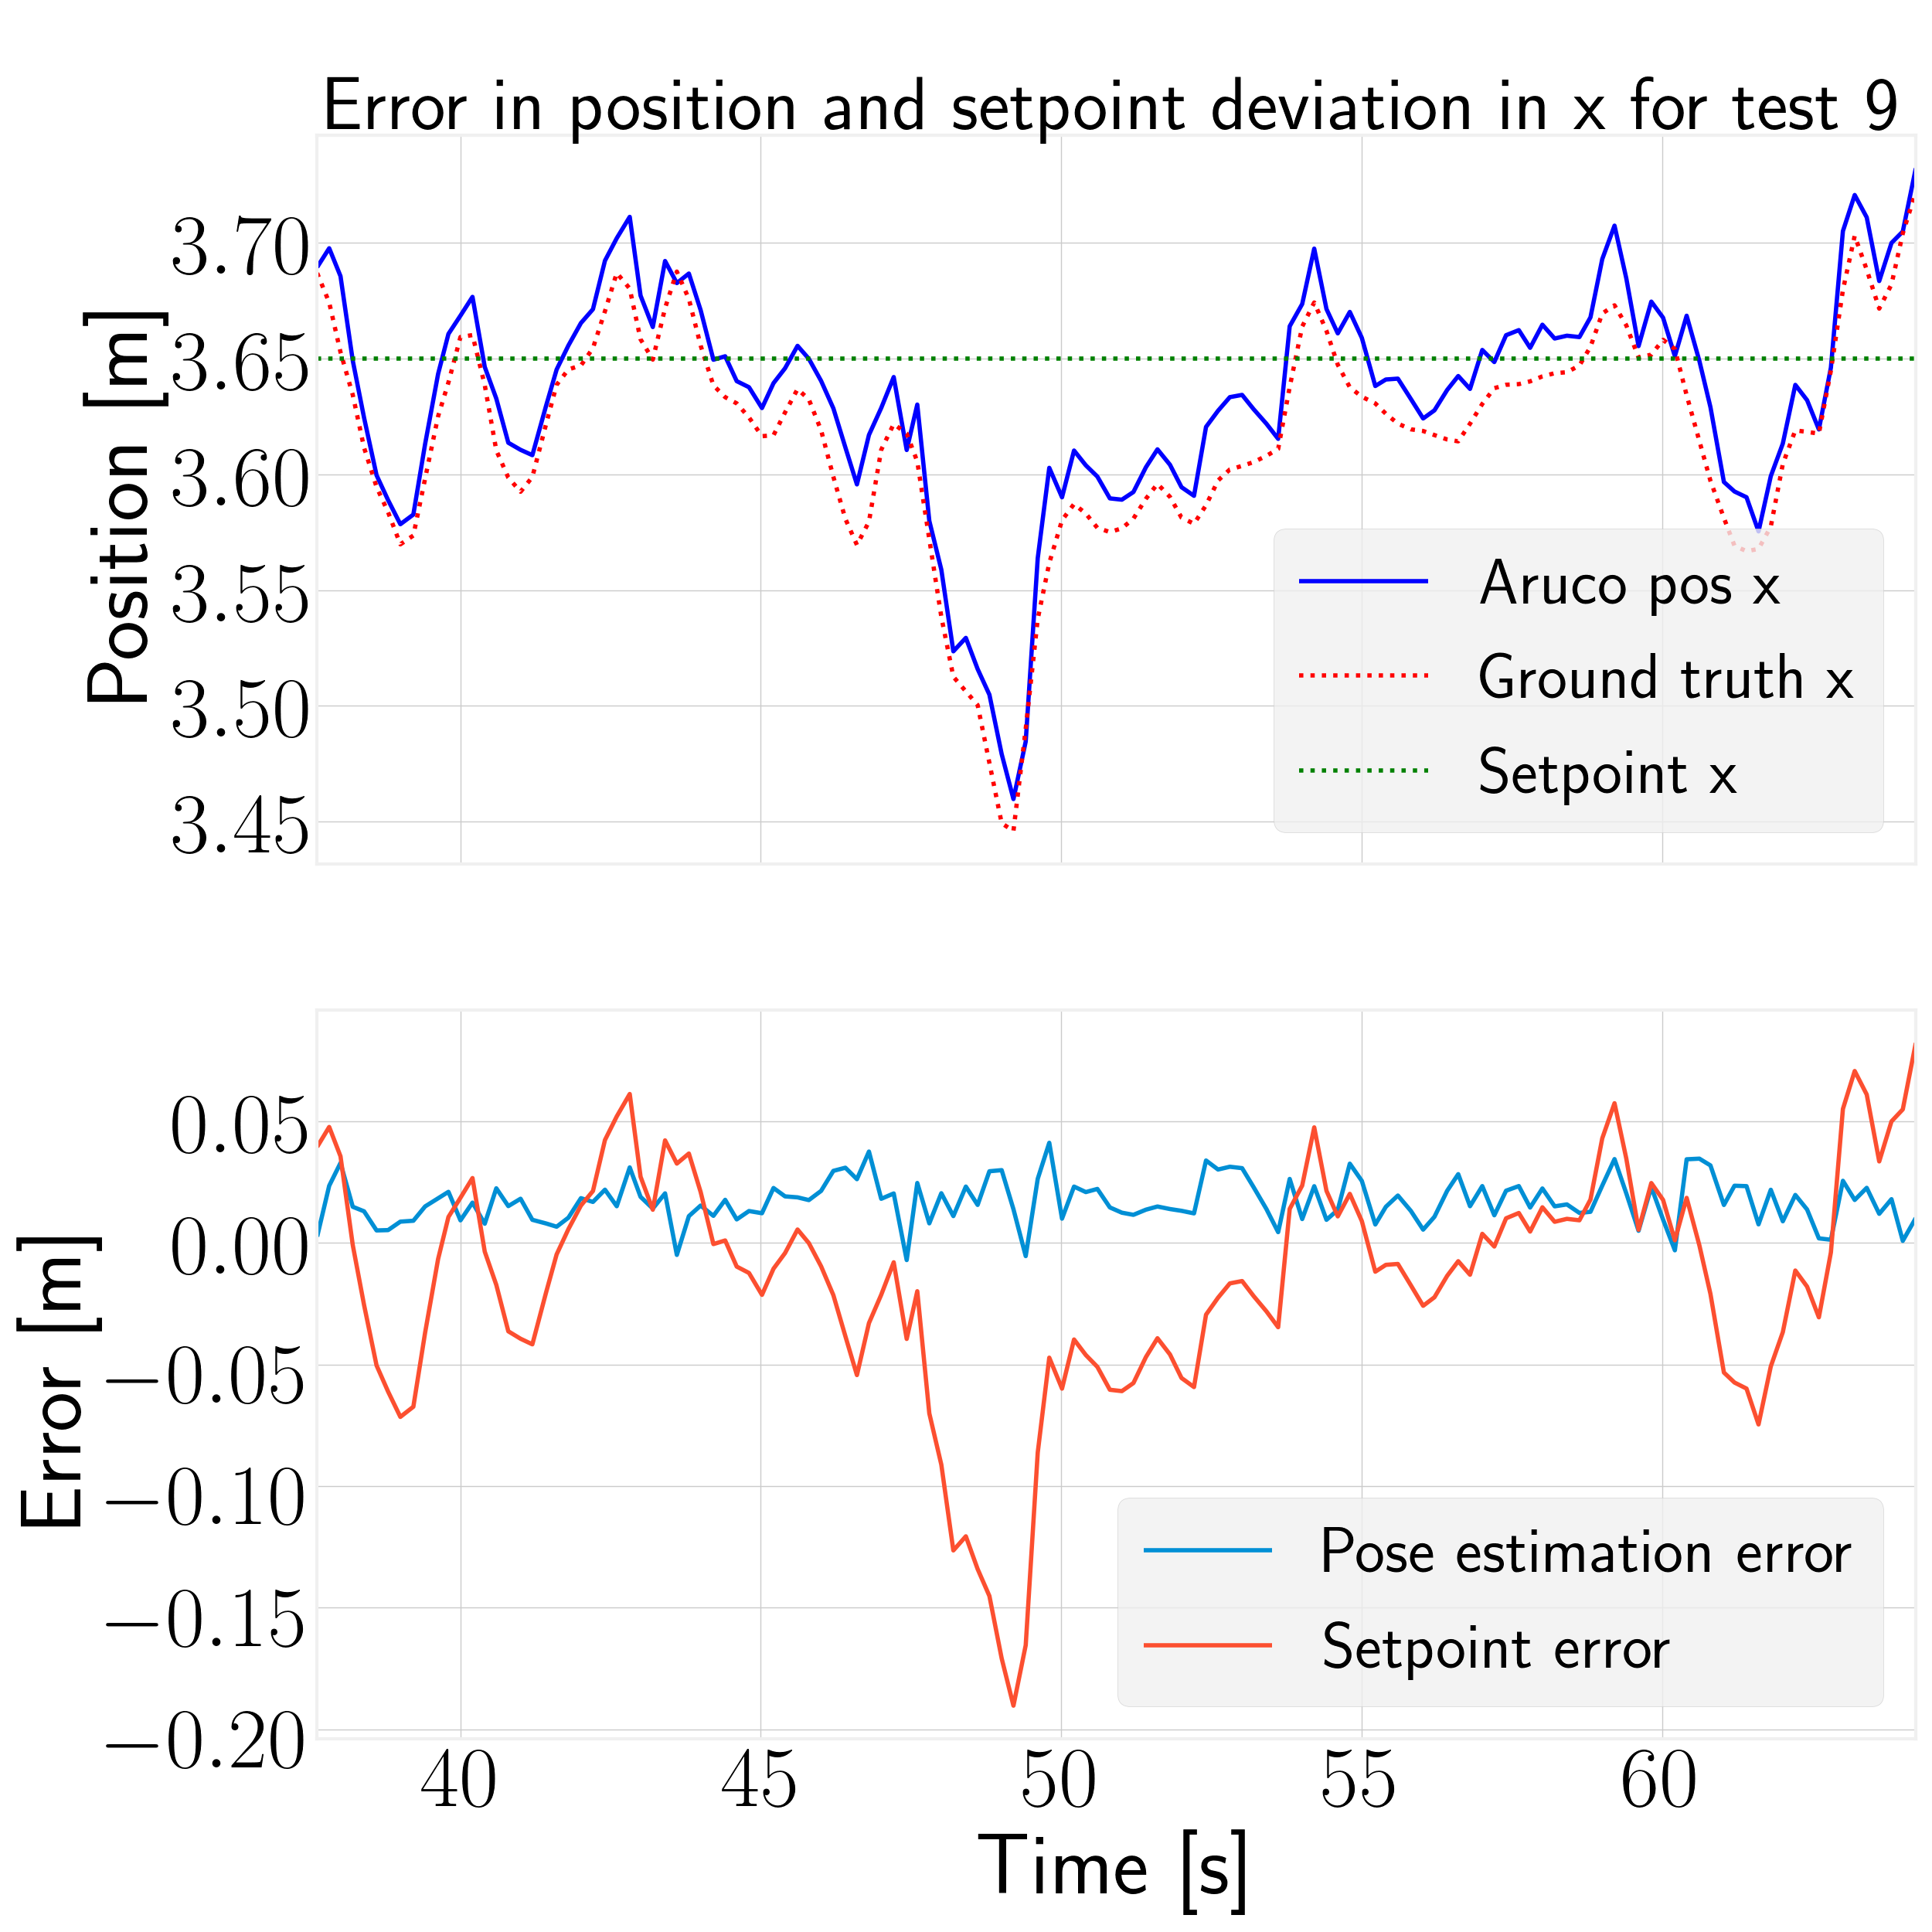 Error in position and setpoint deviation in x for test 9
Position [m]
3.70
3.65
3.60
3.55
3.50
3.45
Aruco pos x
Ground truth x
Setpoint x
Error [m]
0.05
0.00
−0.05
−0.10
−0.15
−0.20
Pose estimation error
Setpoint error
40 45 50 55 60
Time [s]